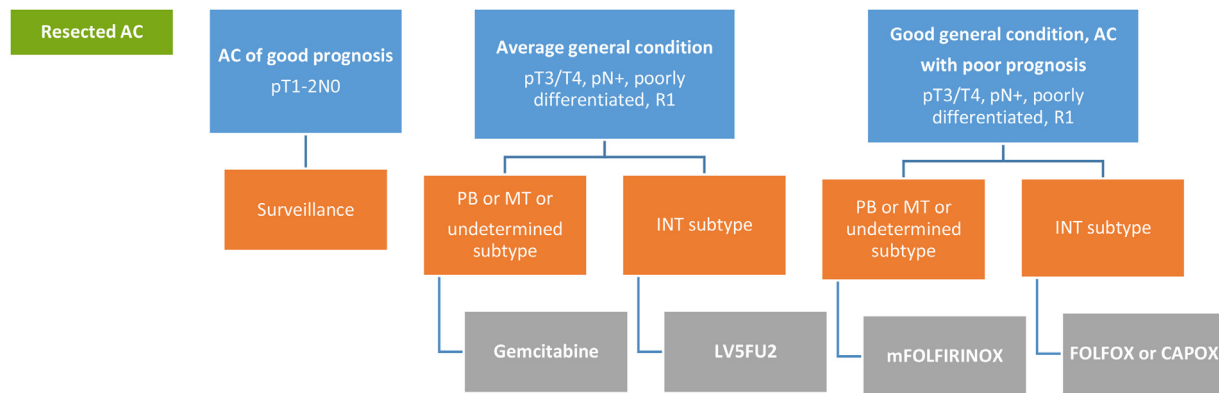 Resected AC
AC of good prognosis
pT1-2N0
Surveillance
Average general condition
pT3/T4, pN+, poorly
differentiated, R1
PB or MT or
undetermined
subtype
INT subtype
Gemcitabine
LV5FU2
Good general condition, AC
with poor prognosis
pT3/T4, pN+, poorly
differentiated, R1
PB or MT or
undetermined
subtype
INT subtype
mFOLFIRINOX
FOLFOX or CAPOX